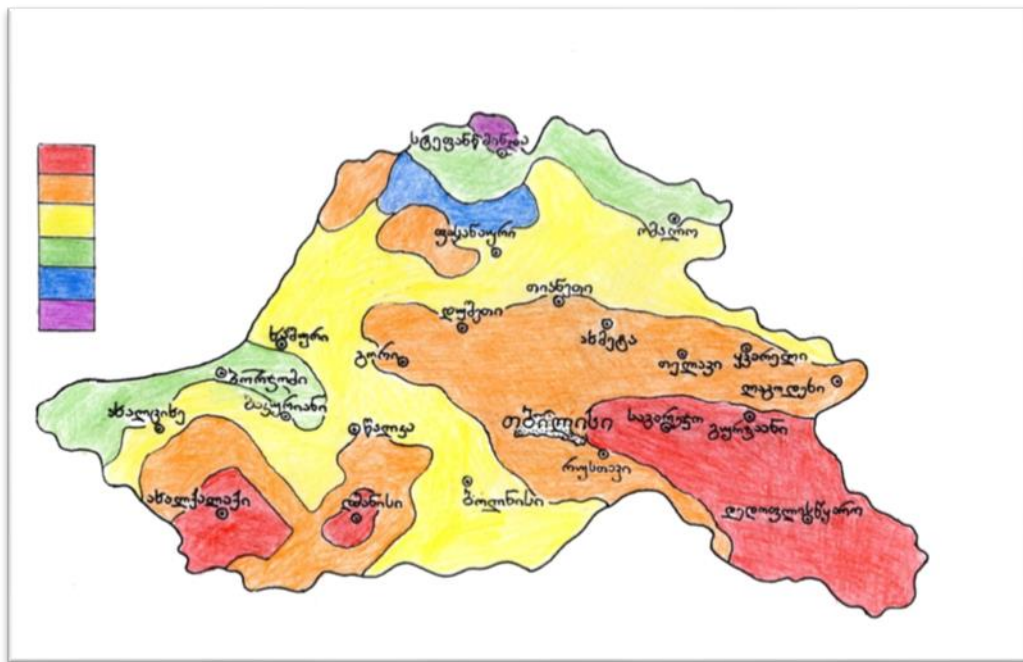 სტეფანწმინდა
ფასანაური
ომალო
თიანეთი
დუშეთი
ახმეტა
ხაშური
გორი
თელავი
ყვარელი
ლაგოდეხი
ბორჯომი
ბაკურიანი
ახალციხე
წალკა
თბილისი
საგარეჯო
გურჯაანი
რუსთავი
ახალქალაქი
დმანისი
ბოლნისი
დედოფლისწყარო